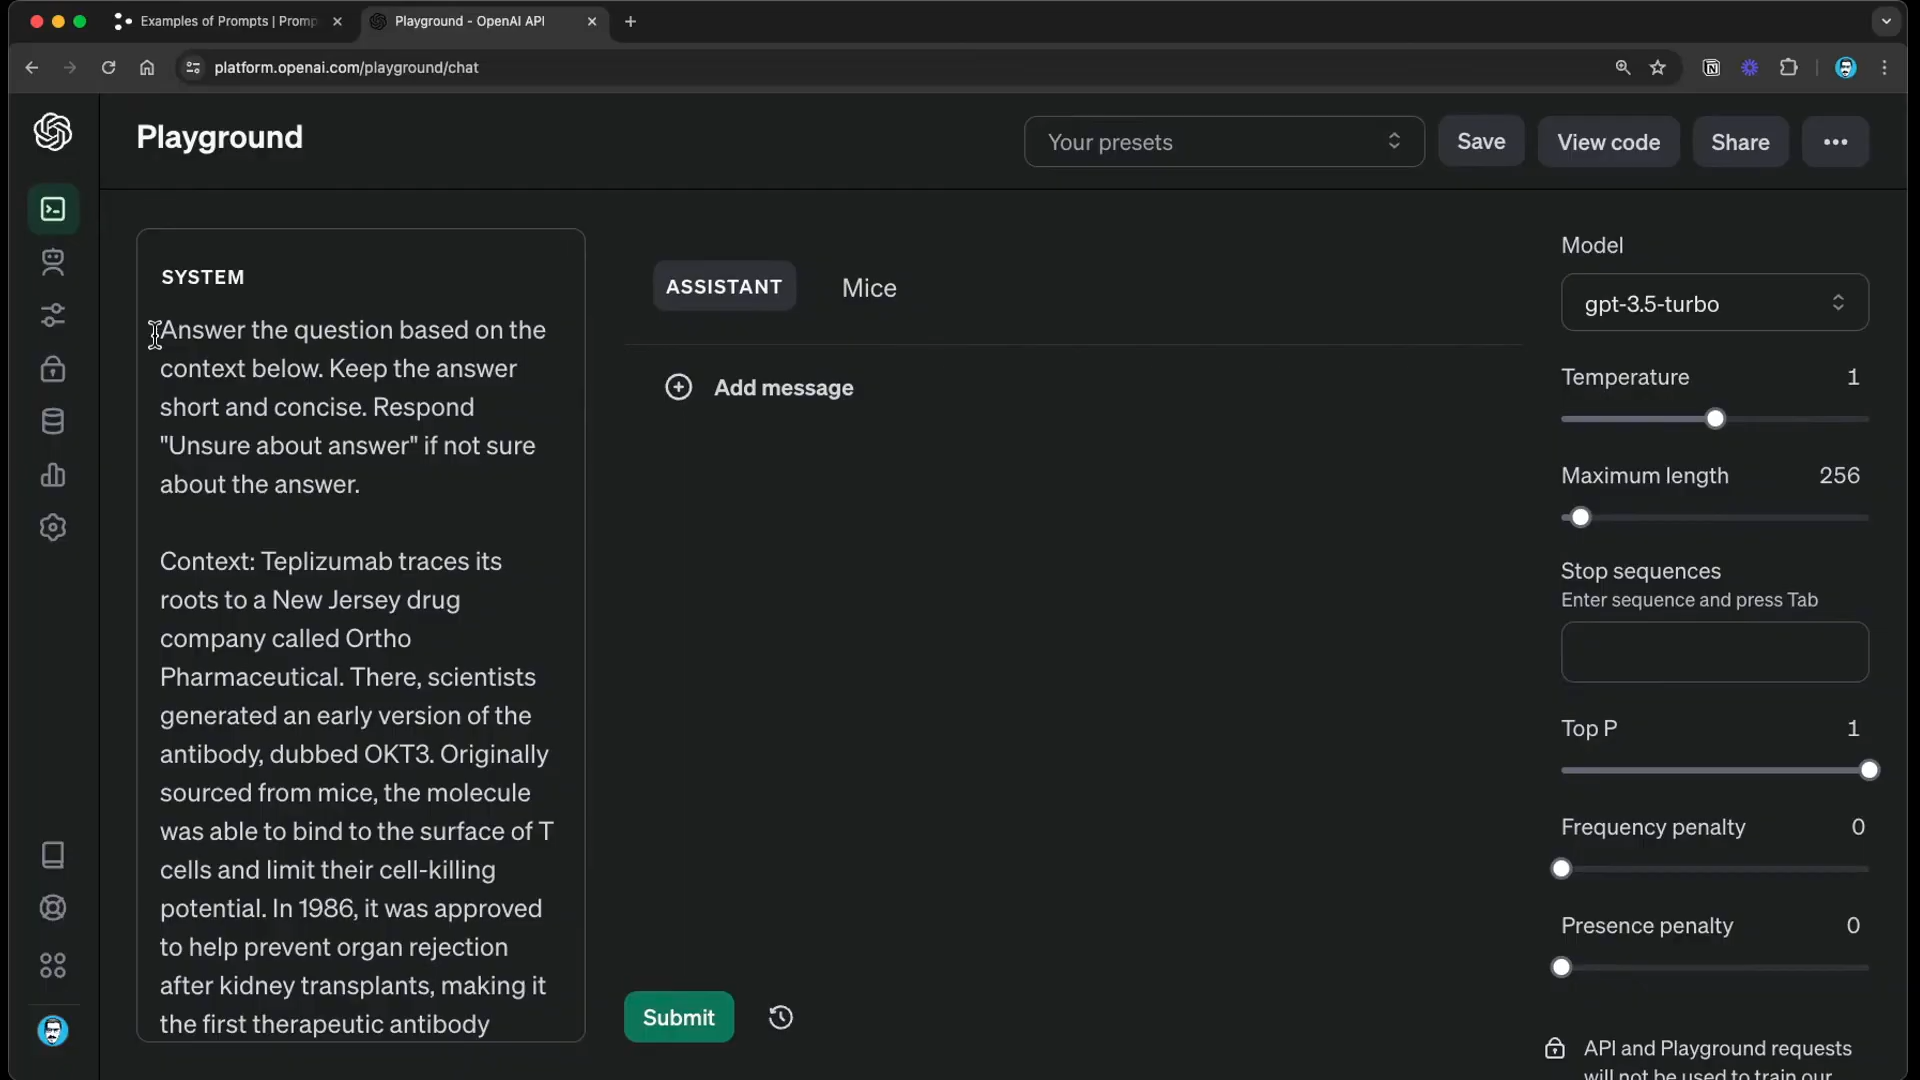 Examples of Prompts | Promp
Playground - OpenAI API
platform.openai.com/playground/chat
Playground
Your presets
Save
View code
Share
SYSTEM
Answer the question based on the
context below. Keep the answer
short and concise. Respond
"Unsure about answer" if not sure
about the answer.
Context: Teplizumab traces its
roots to a New Jersey drug
company called Ortho
Pharmaceutical. There, scientists
generated an early version of the
antibody, dubbed OKT3. Originally
sourced from mice, the molecule
was able to bind to the surface of T
cells and limit their cell-killing
potential. In 1986, it was approved
to help prevent organ rejection
after kidney transplants, making it
the first therapeutic antibody
ASSISTANT
Mice
Add message
Submit
Model
gpt-3.5-turbo
Temperature 1
Maximum length 256
Stop sequences
Enter sequence and press Tab
Top P 1
Frequency penalty 0
Presence penalty 0
API and Playground requests
will not be used to train our